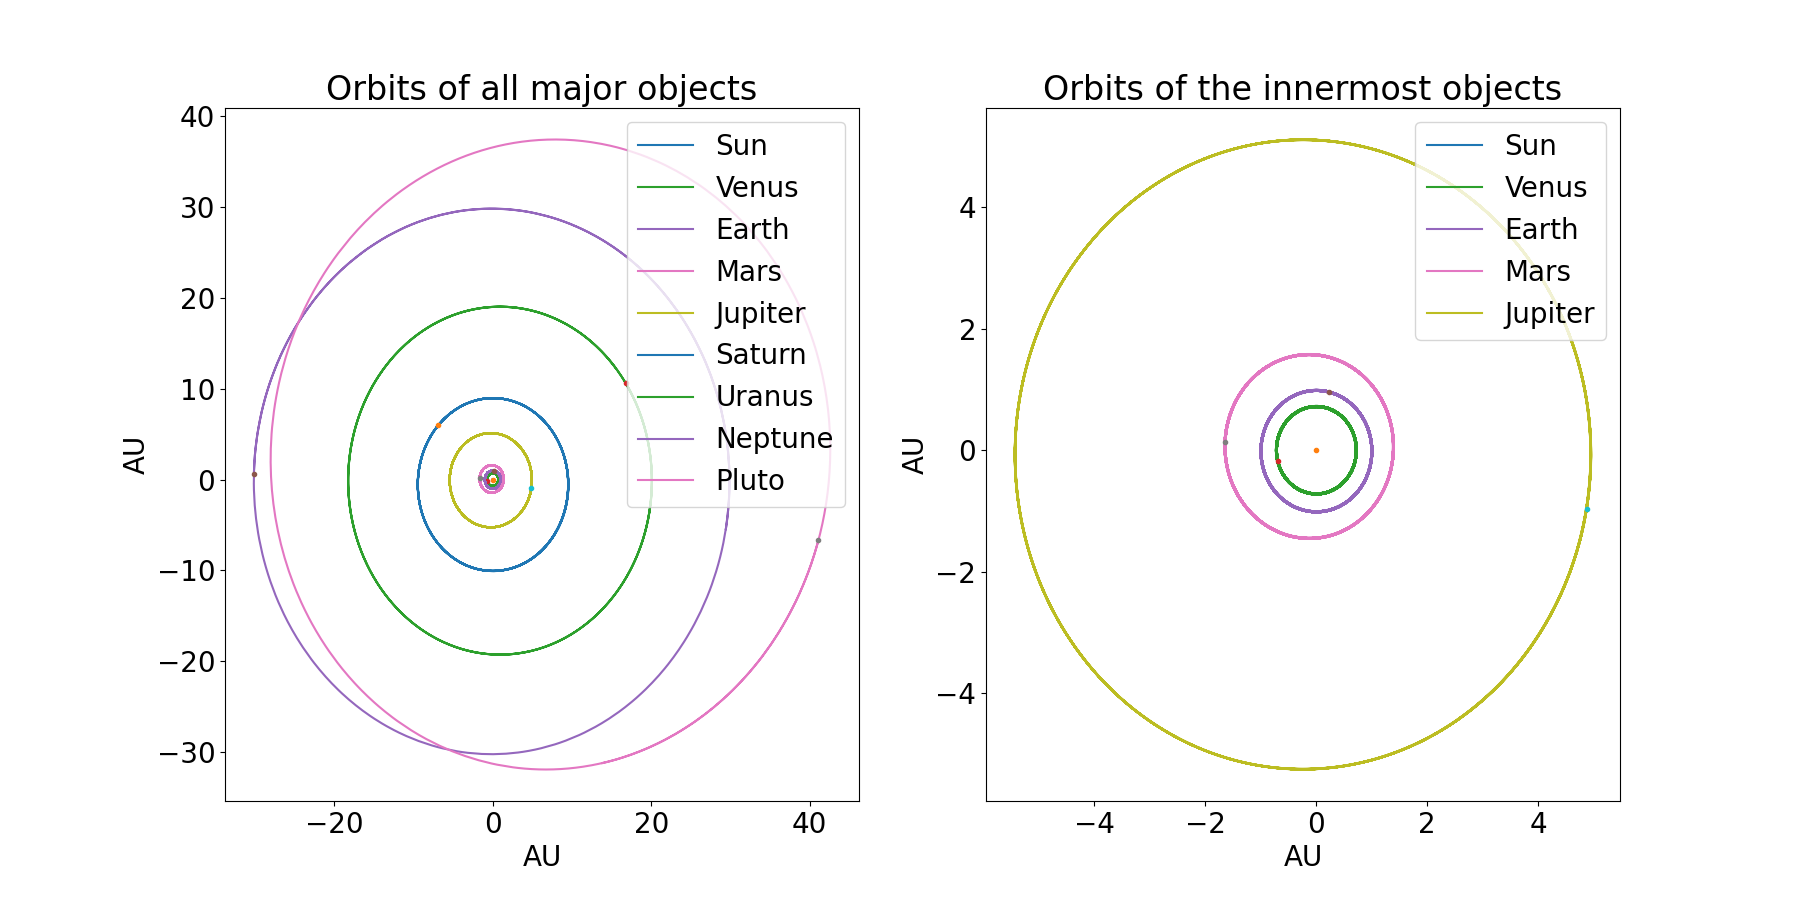 Orbits of all major objects
40
30
20
10
0
−10
−20
−30
AU
−20
0
20
40
AU
Sun
Venus
Earth
Mars
Jupiter
Saturn
Uranus
Neptune
Pluto
Orbits of the innermost objects
4
2
0
−2
−4
AU
−4
−2
0
2
4
AU
Sun
Venus
Earth
Mars
Jupiter